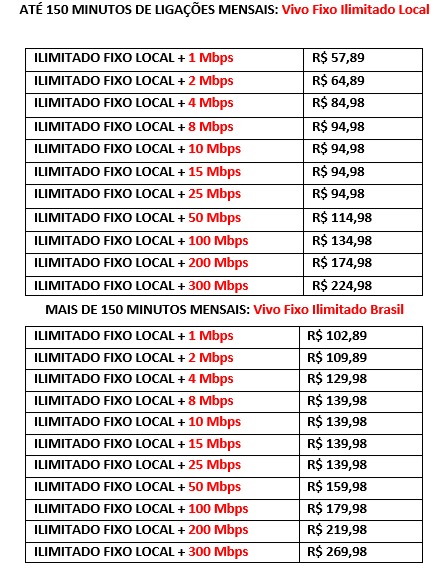 ATÉ 150 MINUTOS DE LIGAÇÕES MENSAIS: Vivo Fixo Ilimitado Local
ILIMITADO FIXO LOCAL + 1 Mbps R$ 57,89
ILIMITADO FIXO LOCAL + 2 Mbps R$ 64,89
ILIMITADO FIXO LOCAL + 4 Mbps R$ 84,98
ILIMITADO FIXO LOCAL + 8 Mbps R$ 94,98
ILIMITADO FIXO LOCAL + 10 Mbps R$ 94,98
ILIMITADO FIXO LOCAL + 15 Mbps R$ 94,98
ILIMITADO FIXO LOCAL + 25 Mbps R$ 94,98
ILIMITADO FIXO LOCAL + 50 Mbps R$ 114,98
ILIMITADO FIXO LOCAL + 100 Mbps R$ 134,98
ILIMITADO FIXO LOCAL + 200 Mbps R$ 174,98
ILIMITADO FIXO LOCAL + 300 Mbps R$ 224,98
MAIS DE 150 MINUTOS MENSAIS: Vivo Fixo Ilimitado Brasil
ILIMITADO FIXO LOCAL + 1 Mbps R$ 102,89
ILIMITADO FIXO LOCAL + 2 Mbps R$ 109,89
ILIMITADO FIXO LOCAL + 4 Mbps R$ 129,98
ILIMITADO FIXO LOCAL + 8 Mbps R$ 139,98
ILIMITADO FIXO LOCAL + 10 Mbps R$ 139,98
ILIMITADO FIXO LOCAL + 15 Mbps R$ 139,98
ILIMITADO FIXO LOCAL + 25 Mbps R$ 139,98
ILIMITADO FIXO LOCAL + 50 Mbps R$ 159,98
ILIMITADO FIXO LOCAL + 100 Mbps R$ 179,98
ILIMITADO FIXO LOCAL + 200 Mbps R$ 219,98
ILIMITADO FIXO LOCAL + 300 Mbps R$ 269,98